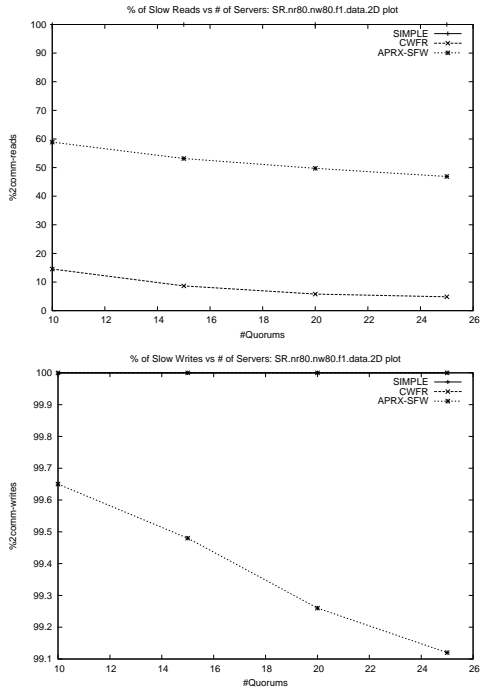 % of Slow Reads vs # of Servers: SR.nr80.nw80.f1.data.2D plot
SIMPLE
CWFR
APRX-SFW
100
90
80
70
60
50
40
30
20
10
0
%2comm-reads
10 12 14 16 18 20 22 24 26
#Quorums
% of Slow Writes vs # of Servers: SR.nr80.nw80.f1.data.2D plot
SIMPLE
CWFR
APRX-SFW
100
99.9
99.8
99.7
99.6
99.5
99.4
99.3
99.2
99.1
%2comm-writes
10 12 14 16 18 20 22 24 26
#Quorums